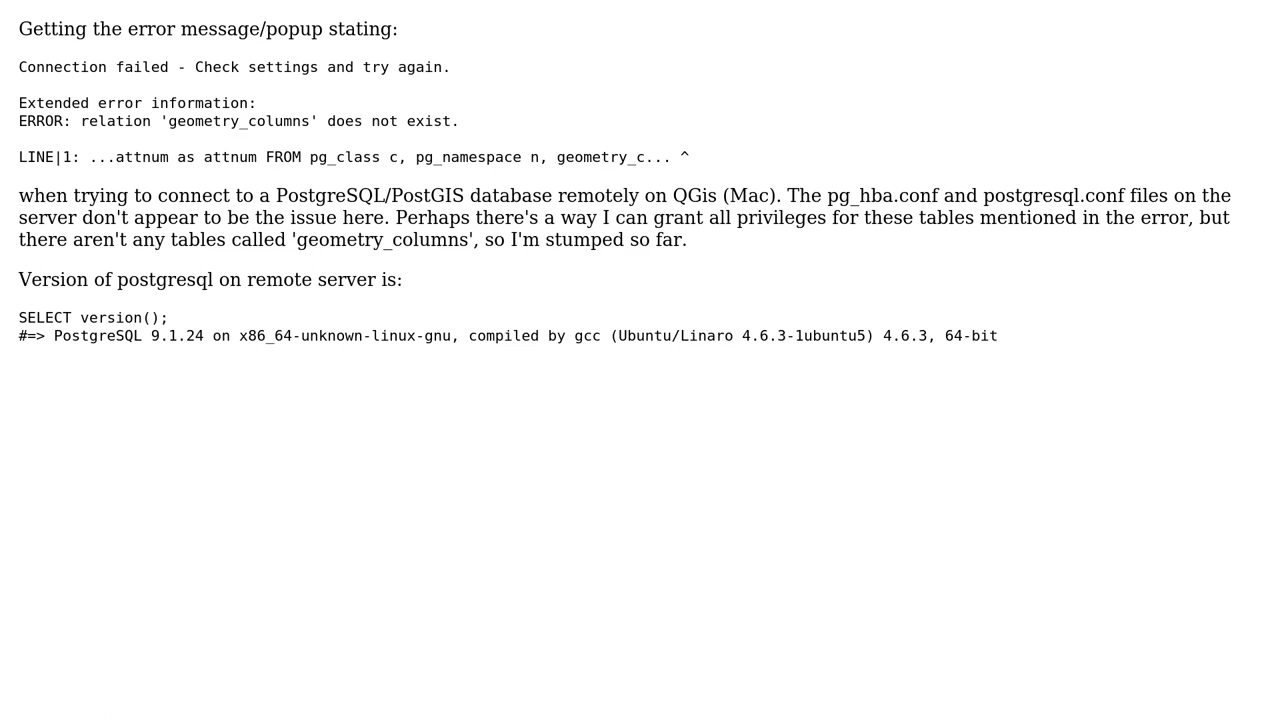 Getting the error message/popup stating:
Connection failed - Check settings and try again.
Extended error information:
ERROR: relation 'geometry_columns' does not exist.
LINE|1: ...attnum as attnum FROM pg_class c, pg_namespace n, geometry_c... ^
when trying to connect to a PostgreSQL/PostGIS database remotely on QGis (Mac). The pg_hba.conf and postgresql.conf files on the
server don't appear to be the issue here. Perhaps there's a way I can grant all privileges for these tables mentioned in the error, but
there aren't any tables called 'geometry_columns', so I'm stumped so far.
Version of postgresql on remote server is:
SELECT version();
#=> PostgreSQL 9.1.24 on x86_64-unknown-linux-gnu, compiled by gcc (Ubuntu/Linaro 4.6.3-1ubuntu5) 4.6.3, 64-bit